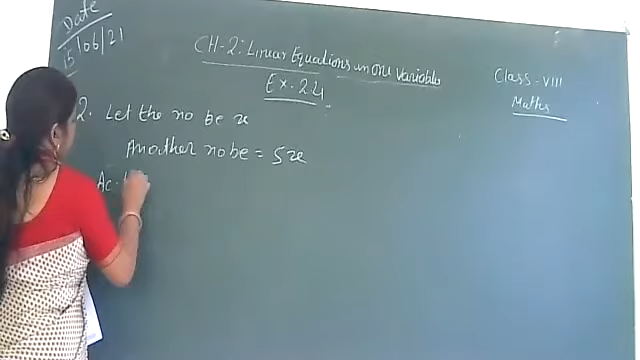 Date
15/06/21
CH-2: Linear Equations in One Variable
Ex-2.4
Class-VIII
Maths
2. Let the no be x
Another no be = 5x
Ac.